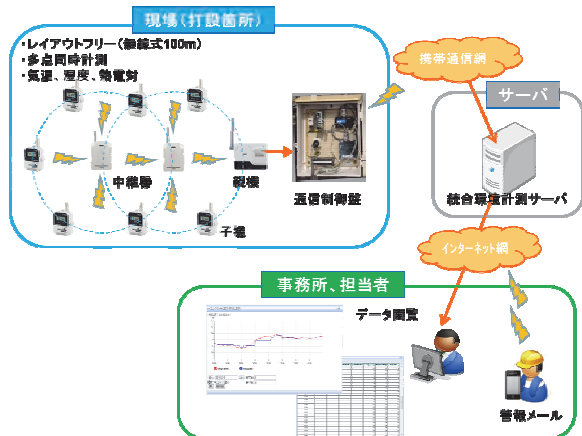 現場（打設箇所）
・レイアウトフリー（無線式100m）
・多点同時計測
・気温、湿度、熱電対
中継器
親機
子機
通信制御盤
携帯通信網
サーバ
統合環境計測サーバ
インターネット網
事務所、担当者
データ閲覧
警報メール